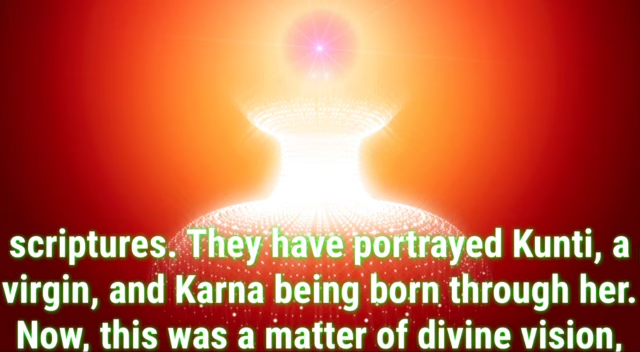 scriptures. They have portrayed Kunti, a
virgin, and Karna being born through her.
Now, this was a matter of divine vision,